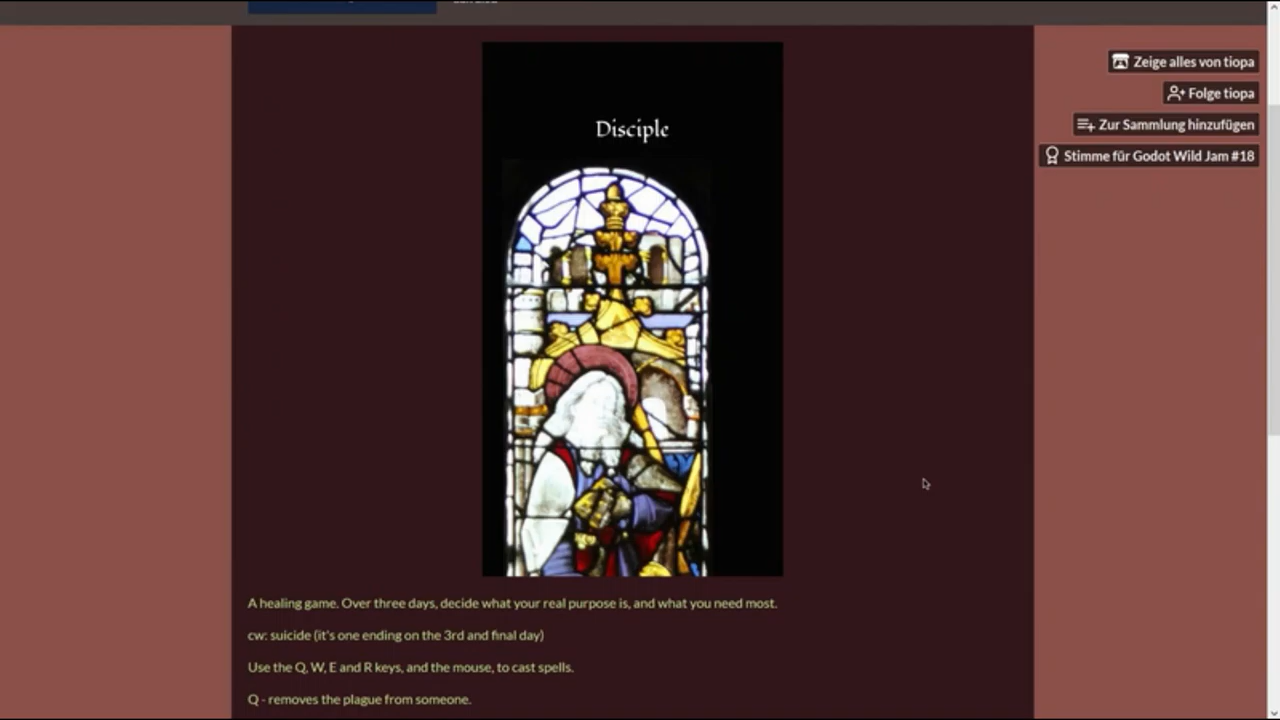 Zeige alles von tiopa
Folge tiopa
Zur Sammlung hinzufügen
Stimme für Godot Wild Jam #18
Disciple
A healing game. Over three days, decide what your real purpose is, and what you need most.
cw: suicide (it's one ending on the 3rd and final day)
Use the Q, W, E and R keys, and the mouse, to cast spells.
Q - removes the plague from someone.